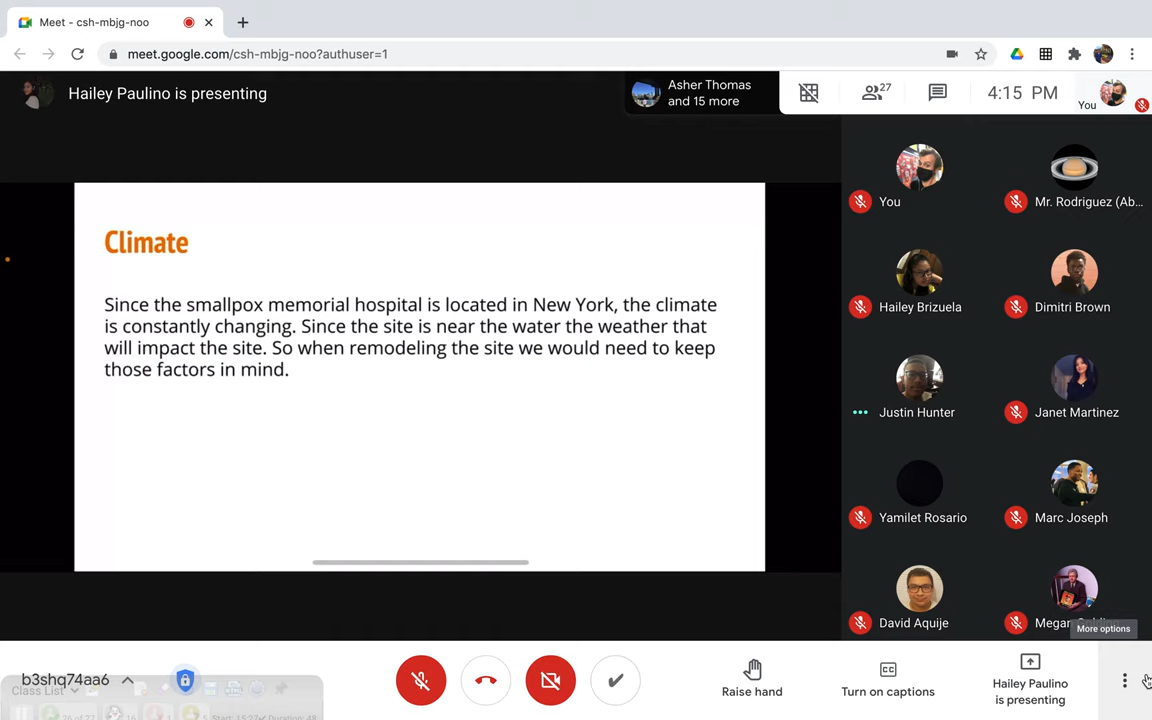 Meet - csh-mbjg-noo
meet.google.com/csh-mbjg-noo?authuser=1
Hailey Paulino is presenting
Asher Thomas
and 15 more
27
4:15 PM
You
Climate
Since the smallpox memorial hospital is located in New York, the climate
is constantly changing. Since the site is near the water the weather that
will impact the site. So when remodeling the site we would need to keep
those factors in mind.
You
Mr. Rodriguez (Ab...
Hailey Brizuela
Dimitri Brown
Justin Hunter
Janet Martinez
Yamilet Rosario
Marc Joseph
David Aquije
Megan
More options
b3shq74aa6
Class List
Raise hand
Turn on captions
Hailey Paulino
is presenting